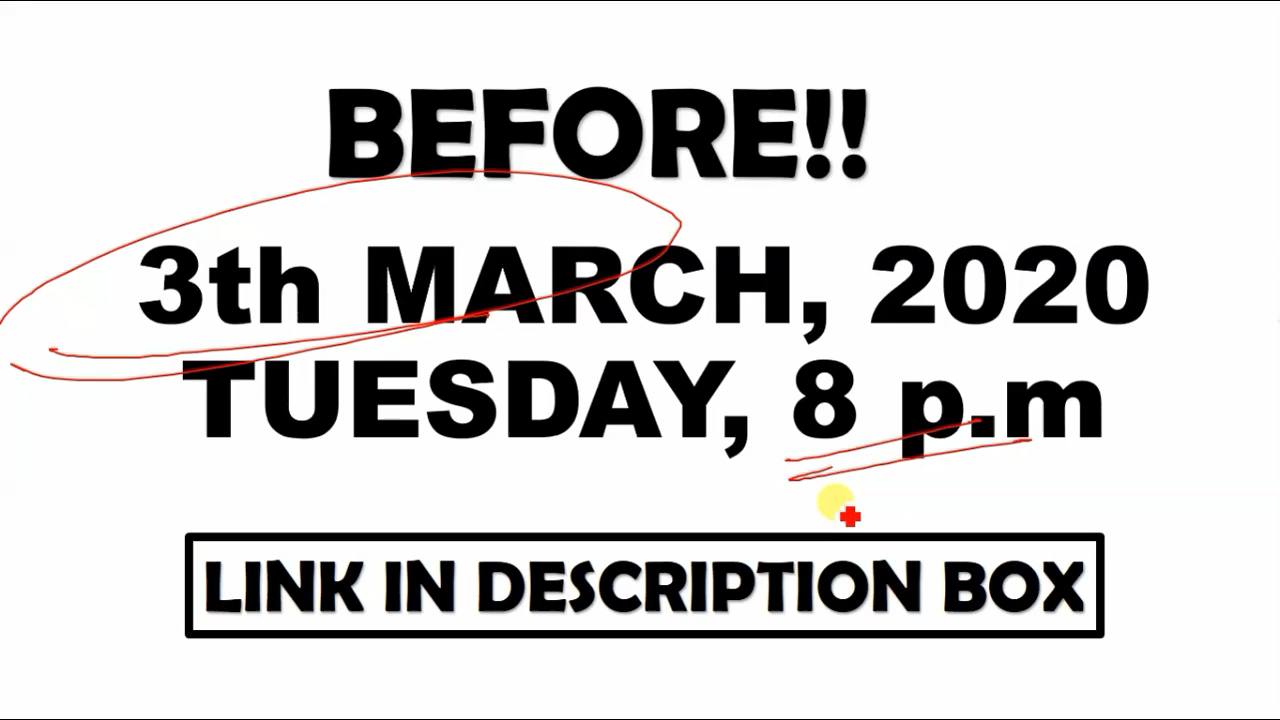 BEFORE!!
3th MARCH, 2020
TUESDAY, 8 p.m
LINK IN DESCRIPTION BOX